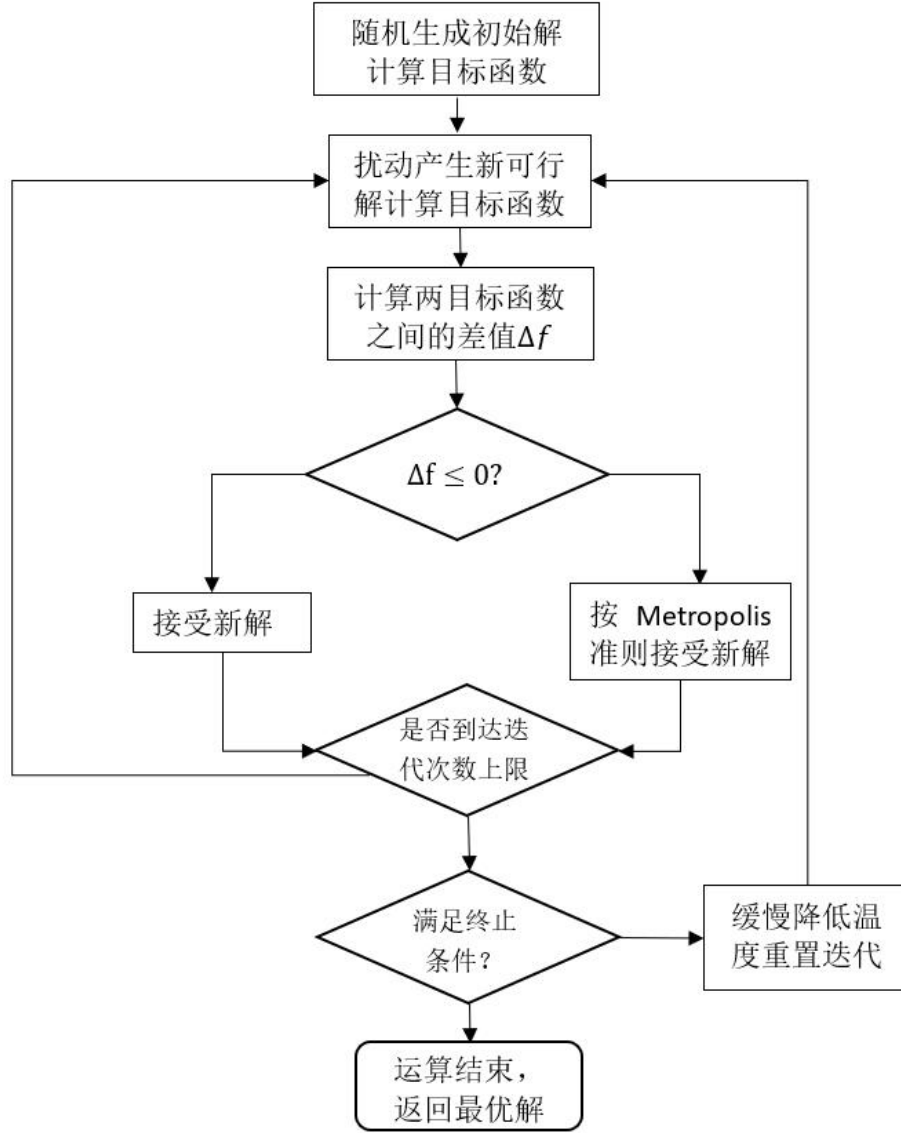 随机生成初始解
计算目标函数
扰动产生新可行
解计算目标函数
计算两目标函数
之间的差值Δf
Δf ≤ 0?
接受新解
按 Metropolis
准则接受新解
是否到达迭
代次数上限
满足终止
条件？
缓慢降低温
度重置迭代
运算结束，
返回最优解